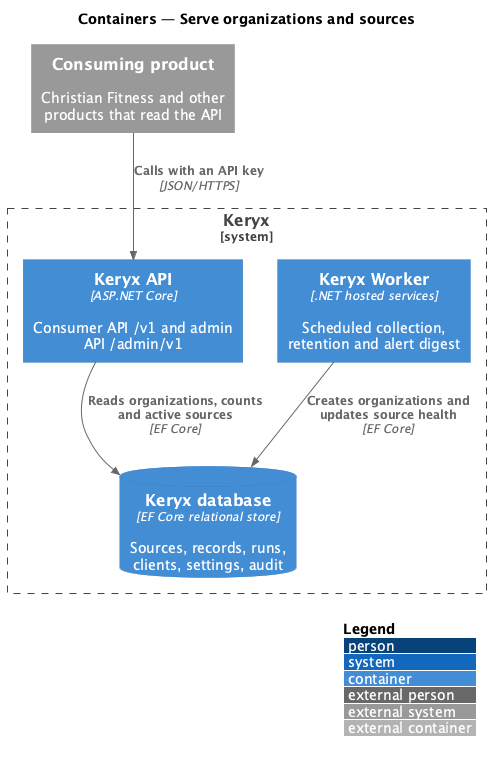 Containers — Serve organizations and sources
Consuming product
Christian Fitness and other
products that read the API
Calls with an API key
[JSON/HTTPS]
Keryx
[system]
Keryx API
[ASP.NET Core]
Consumer API /v1 and admin
API /admin/v1
Keryx Worker
[.NET hosted services]
Scheduled collection,
retention and alert digest
Reads organizations, counts
and active sources
[EF Core]
Creates organizations and
updates source health
[EF Core]
Keryx database
[EF Core relational store]
Sources, records, runs,
clients, settings, audit
Legend
person
system
container
external person
external system
external container